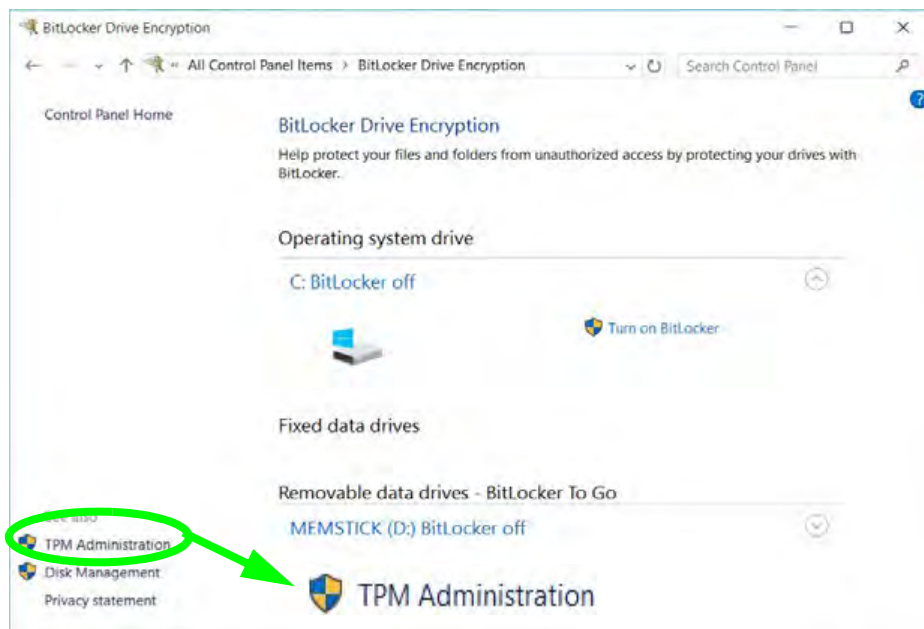 BitLocker Drive Encryption
« All Control Panel Items > BitLocker Drive Encryption
Search Control Panel
?
Control Panel Home
BitLocker Drive Encryption
Help protect your files and folders from unauthorized access by protecting your drives with
BitLocker.
Operating system drive
C: BitLocker off
Turn on BitLocker
Fixed data drives
Removable data drives - BitLocker To Go
MEMSTICK (D:) BitLocker off
See also
TPM Administration
Disk Management
Privacy statement
TPM Administration